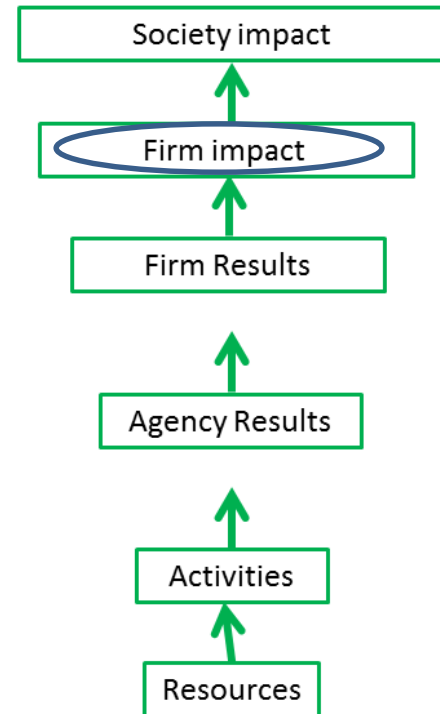 Society impact
Firm impact
Firm Results
Agency Results
Activities
Resources